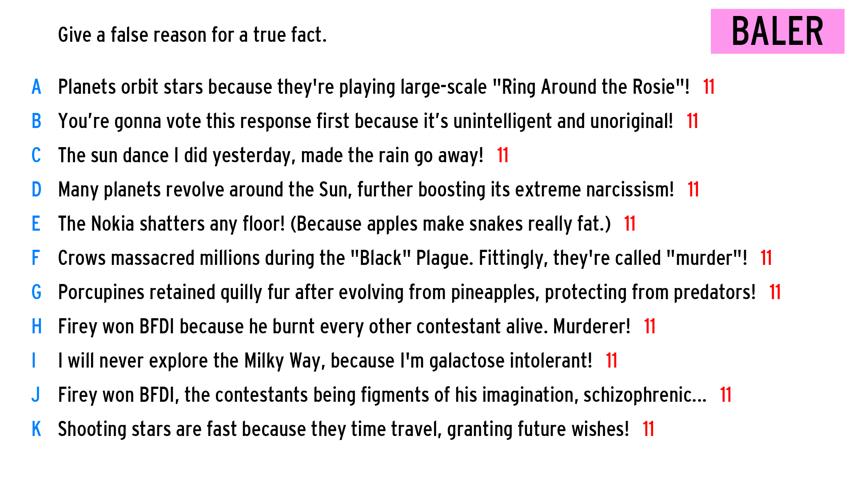 Give a false reason for a true fact.
BALER
A Planets orbit stars because they're playing large-scale "Ring Around the Rosie"! 11
B You’re gonna vote this response first because it’s unintelligent and unoriginal! 11
C The sun dance I did yesterday, made the rain go away! 11
D Many planets revolve around the Sun, further boosting its extreme narcissism! 11
E The Nokia shatters any floor! (Because apples make snakes really fat.) 11
F Crows massacred millions during the "Black" Plague. Fittingly, they're called "murder"! 11
G Porcupines retained quilly fur after evolving from pineapples, protecting from predators! 11
H Firey won BFDI because he burnt every other contestant alive. Murderer! 11
I I will never explore the Milky Way, because I'm galactose intolerant! 11
J Firey won BFDI, the contestants being figments of his imagination, schizophrenic... 11
K Shooting stars are fast because they time travel, granting future wishes! 11